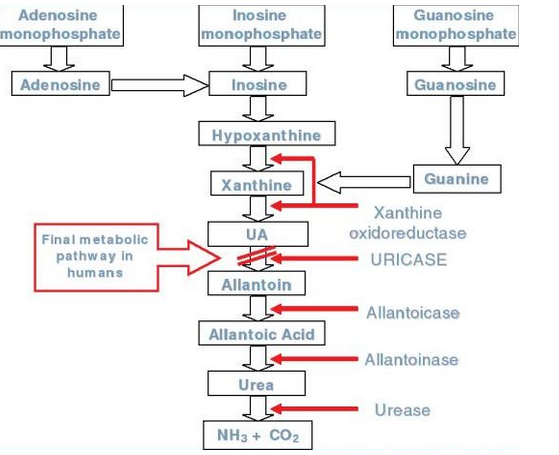 Adenosine
monophosphate
Inosine
monophosphate
Guanosine
monophosphate
Adenosine
Inosine
Guanosine
Hypoxanthine
Xanthine
Guanine
Xanthine
oxidoreductase
UA
Final metabolic
pathway in
humans
URICASE
Allantoin
Allantoicase
Allantoic Acid
Allantoinase
Urea
Urease
NH₃ + CO₂